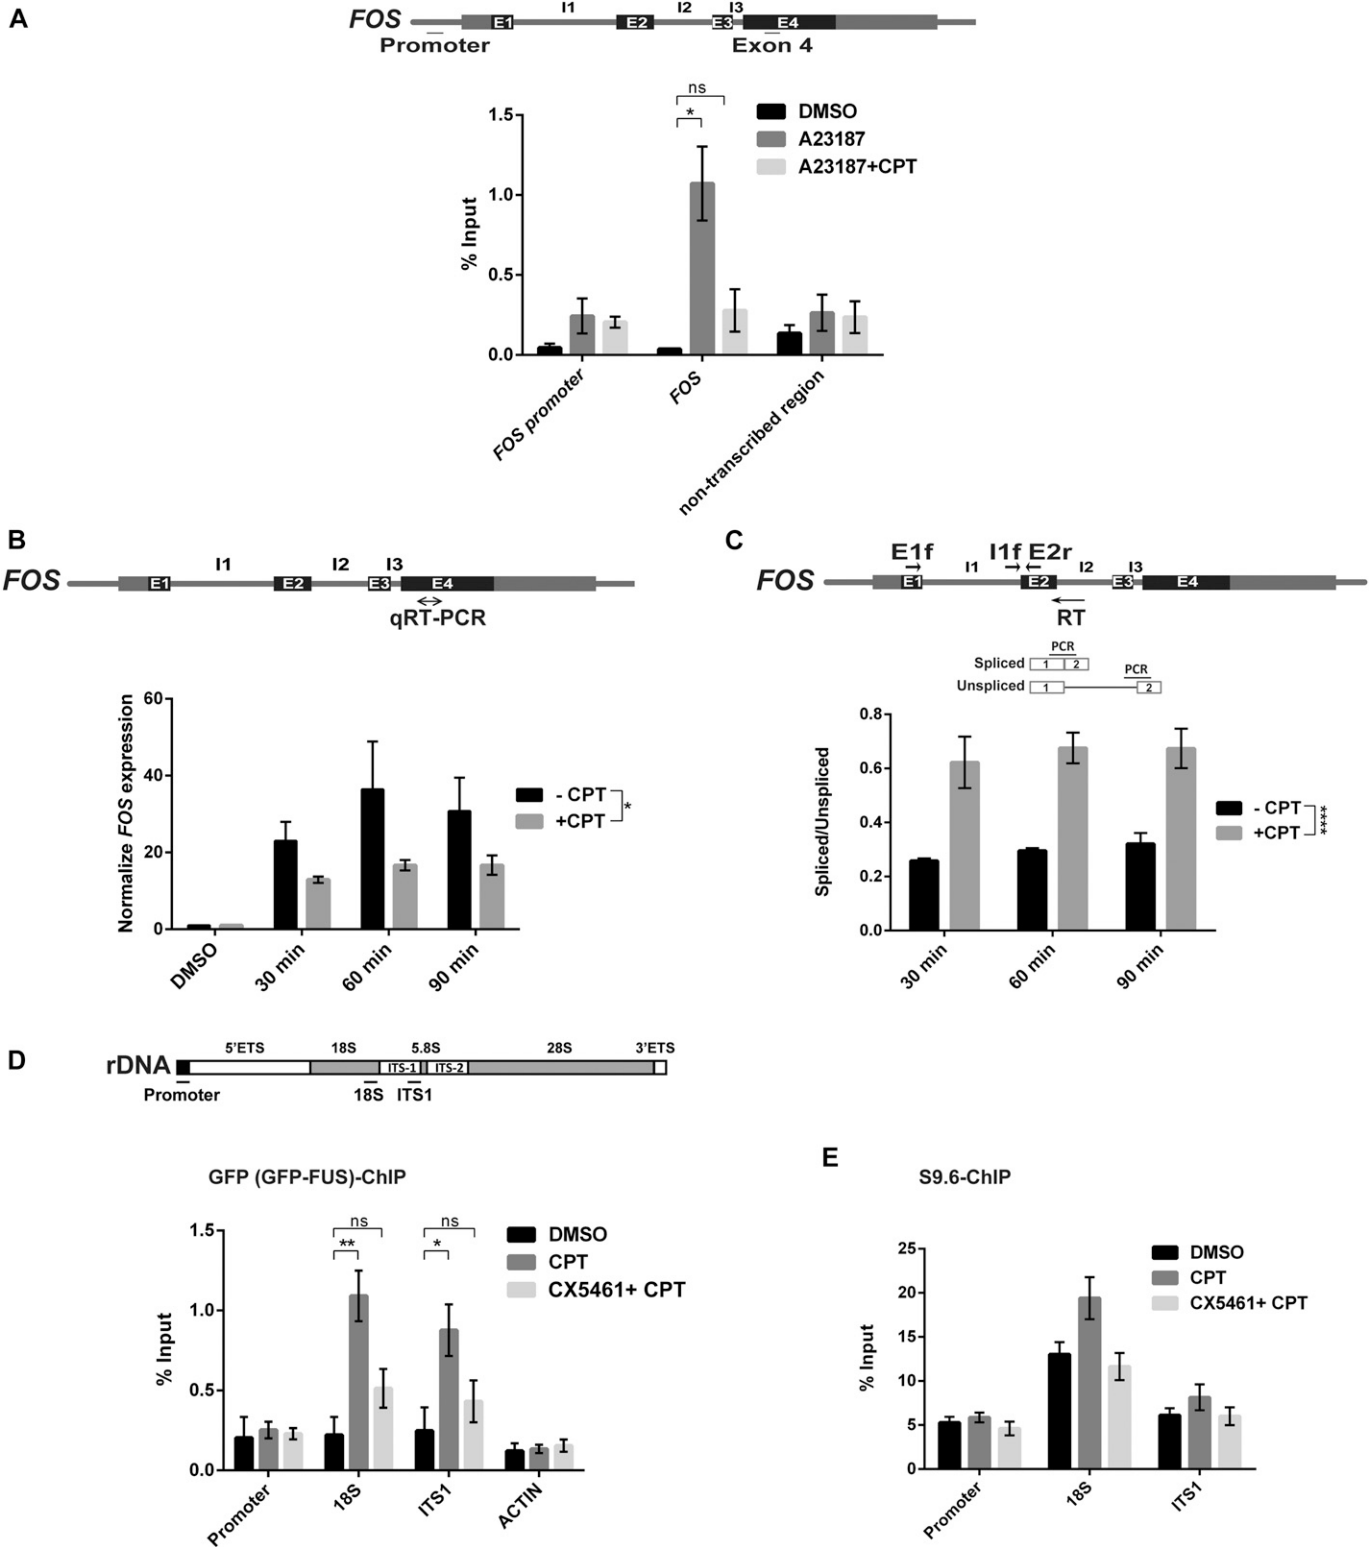 A
FOS
I1 I2 I3
E1 E2 E3 E4
Promoter Exon 4
ns
*
DMSO
A23187
A23187+CPT
% Input
1.5
1.0
0.5
0.0
FOS promoter
FOS
non-transcribed region
B
FOS
I1 I2 I3
E1 E2 E3 E4
qRT-PCR
Normalize FOS expression
60
40
20
0
DMSO
30 min
60 min
90 min
- CPT
+CPT
*
C
E1f I1f E2r
FOS
I1 I2 I3
E1 E2 E3 E4
RT
PCR
Spliced 1 2
PCR
Unspliced 1 2
Spliced/Unspliced
0.8
0.6
0.4
0.2
0.0
30 min
60 min
90 min
- CPT
+CPT
****
D
5'ETS 18S 5.8S 28S 3'ETS
rDNA ITS-1 ITS-2
Promoter 18S ITS1
GFP (GFP-FUS)-ChIP
ns ns
** *
DMSO
CPT
CX5461+ CPT
% Input
1.5
1.0
0.5
0.0
Promoter
18S
ITS1
ACTIN
E
S9.6-ChIP
DMSO
CPT
CX5461+ CPT
% Input
25
20
15
10
5
0
Promoter
18S
ITS1